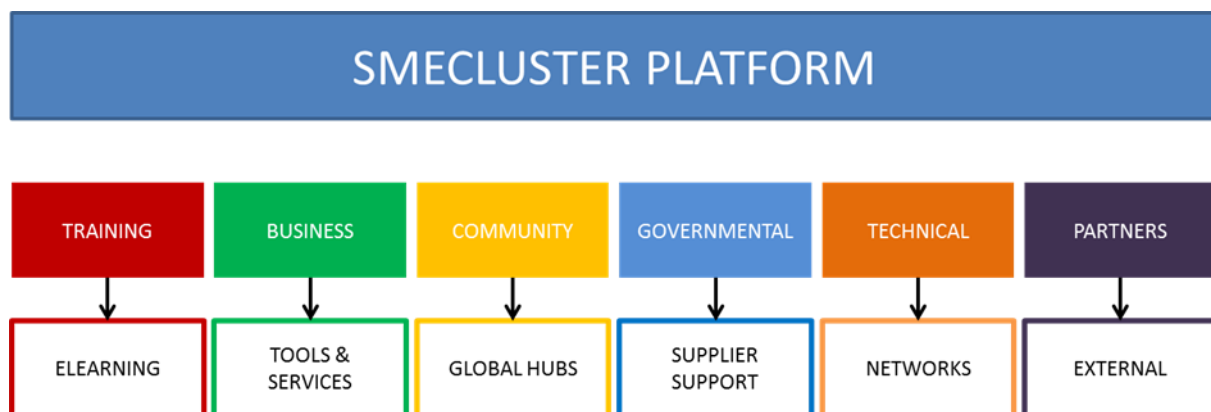 SMECLUSTER PLATFORM
TRAINING
BUSINESS
COMMUNITY
GOVERNMENTAL
TECHNICAL
PARTNERS
ELEARNING
TOOLS &
SERVICES
GLOBAL HUBS
SUPPLIER
SUPPORT
NETWORKS
EXTERNAL